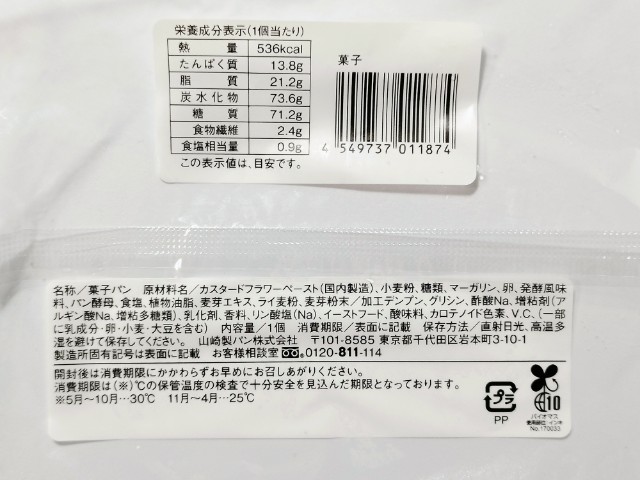 栄養成分表示(1個当たり)
熱量 536kcal
たんぱく質 13.8g
脂質 21.2g
炭水化物 73.6g
糖質 71.2g
食物繊維 2.4g
食塩相当量 0.9g
この表示値は、目安です。
菓子
4 549737 011874
名称／菓子パン 原材料名／カスタードフラワーペースト(国内製造)、小麦粉、糖類、マーガリン、卵、発酵風味
料、パン酵母、食塩、植物油脂、麦芽エキス、ライ麦粉、麦芽粉末／加工デンプン、グリシン、酢酸Na、増粘剤(ア
ルギン酸Na、増粘多糖類)、乳化剤、香料、リン酸塩(Na)、イーストフード、酸味料、カロテノイド色素、V.C、(一部
に乳成分・卵・小麦・大豆を含む) 内容量／1個 消費期限／表面に記載 保存方法／直射日光、高温多
湿を避けて保存してください。 山崎製パン株式会社 〒101-8585 東京都千代田区岩本町3-10-1
製造所固有記号は表面に記載 お客様相談室 0120-811-114
開封後は消費期限にかかわらずお早めにお召しあがりください。
消費期限は(※)℃の保管温度の検査で十分安全を見込んだ期限となっております。
※5月～10月…30℃ 11月～4月…25℃
プラ
PP
10
バイオマス
使用部位:インキ
No.170033